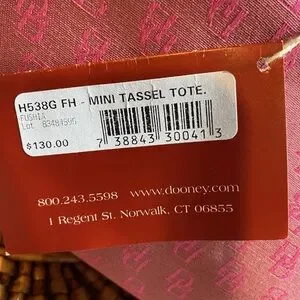 H538G FH - MINI TASSEL TOTE.
FUSHIA
Lot 83484595
$130.00
7 38843 30041 3
800.243.5598 www.dooney.com
1 Regent St. Norwalk, CT 06855